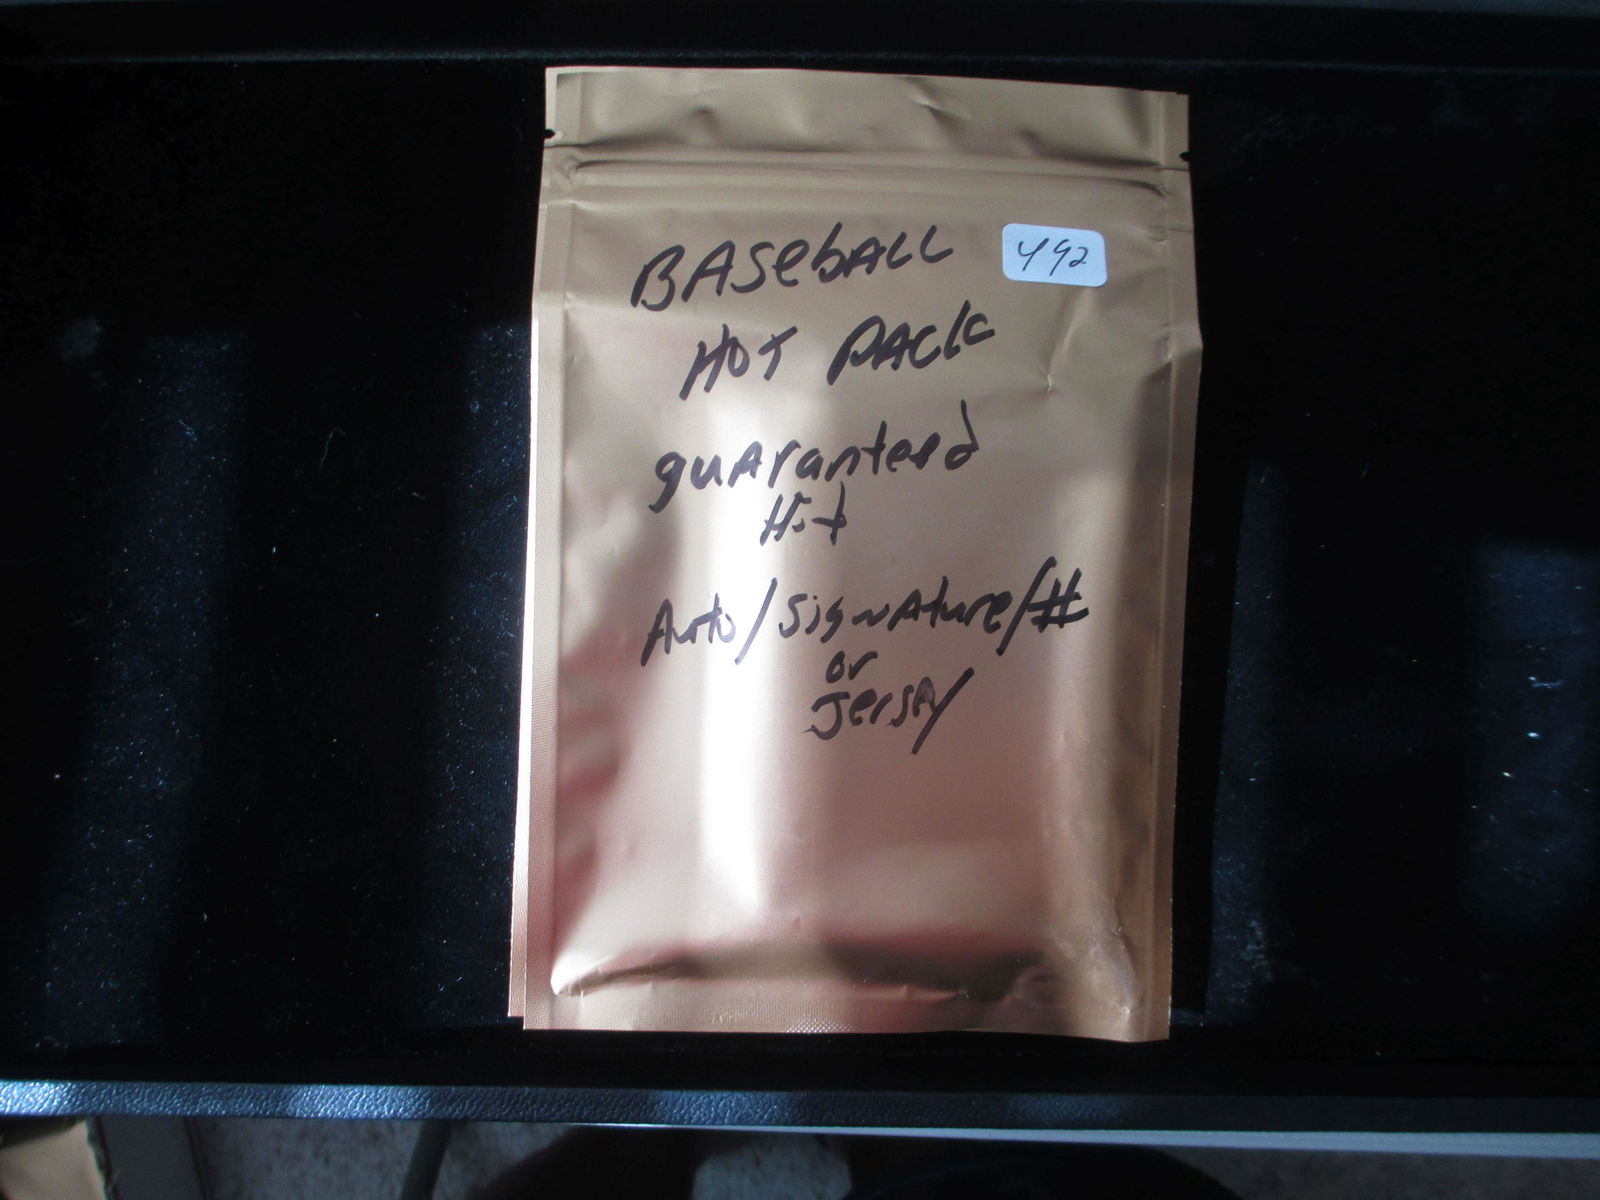 BASebALL
492
HOT PACK
guAranteed
Hit
Auto/SigNAture/#
or
Jersey